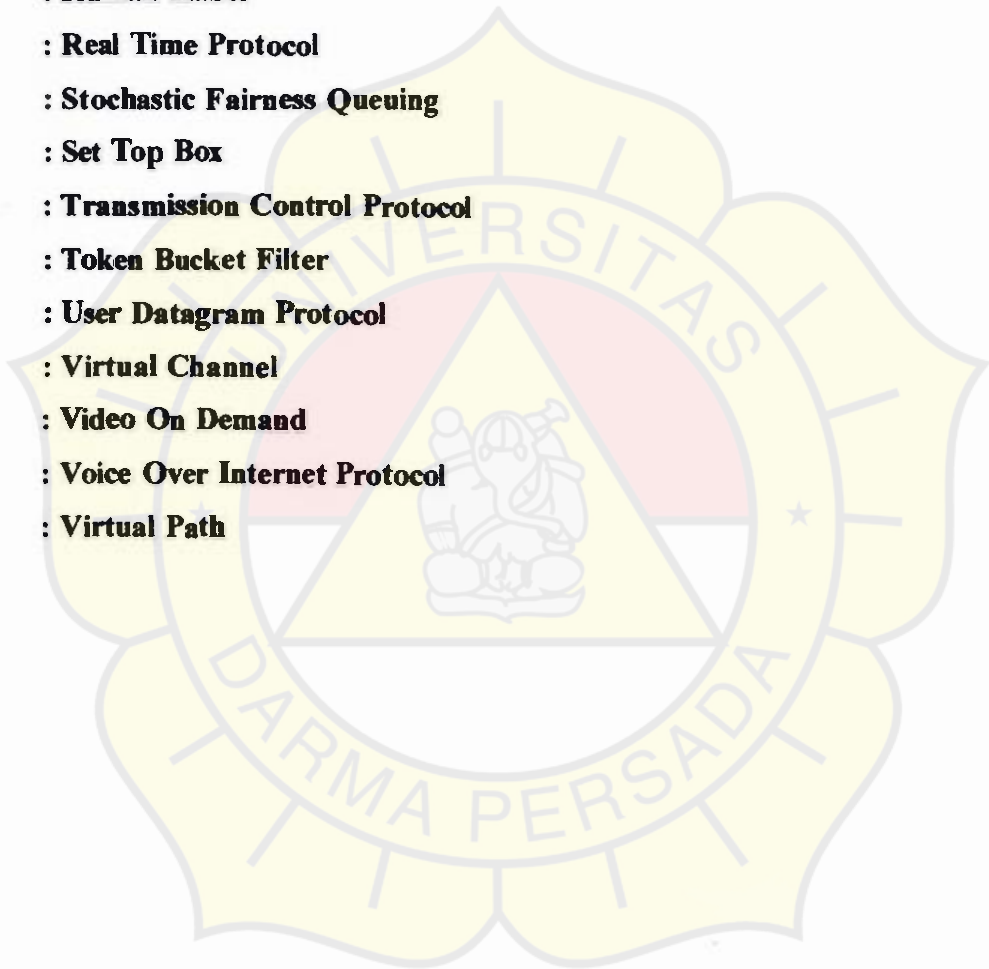 : Real Time Protocol
: Stochastic Fairness Queuing
: Set Top Box
: Transmission Control Protocol
: Token Bucket Filter
: User Datagram Protocol
: Virtual Channel
: Video On Demand
: Voice Over Internet Protocol
: Virtual Path
UNIVERSITAS
DARMA PERSADA